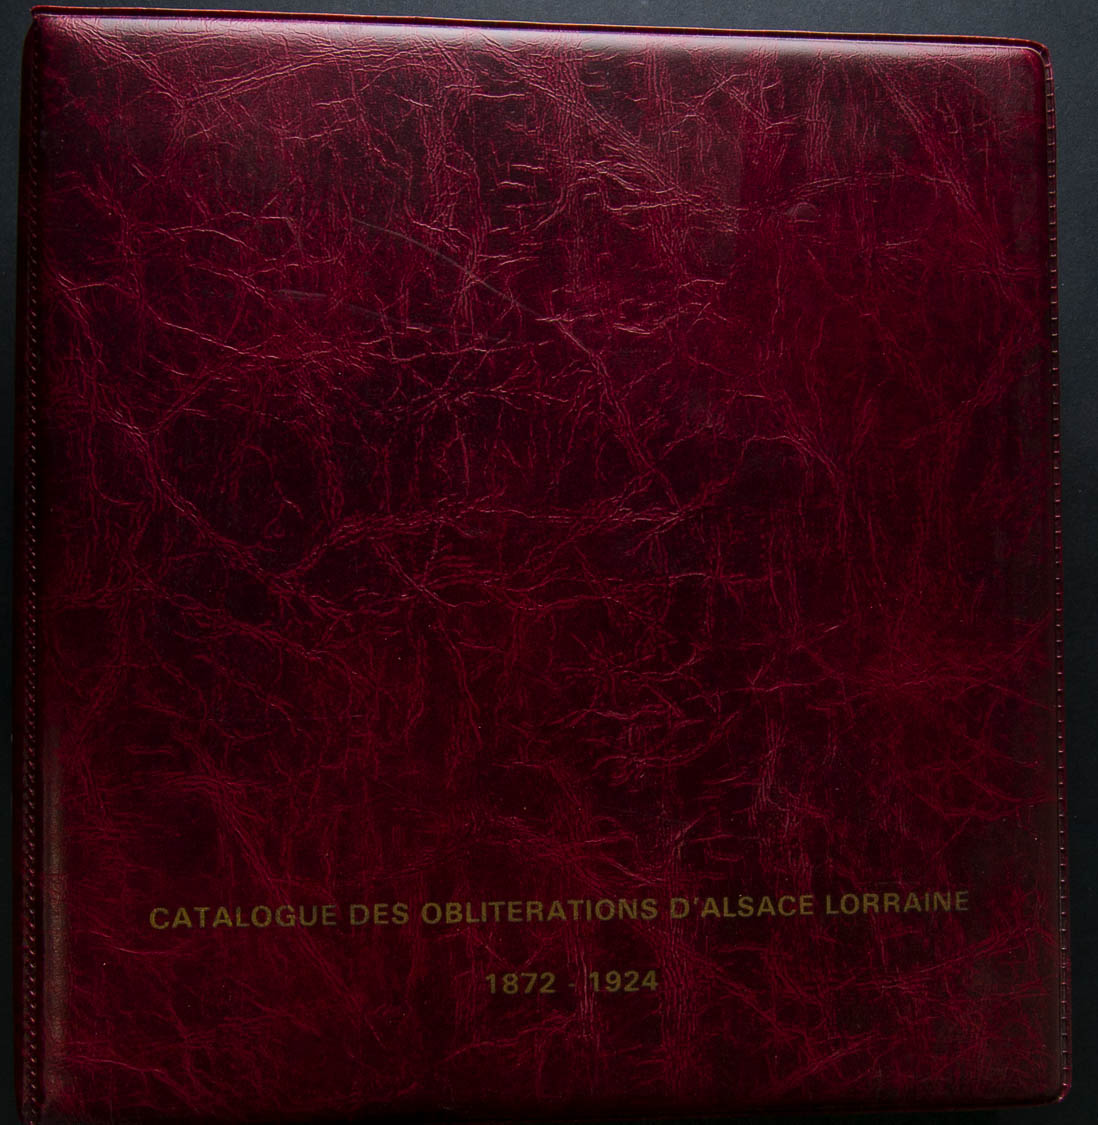 CATALOGUE DES OBLITERATIONS D'ALSACE LORRAINE
1872 - 1924